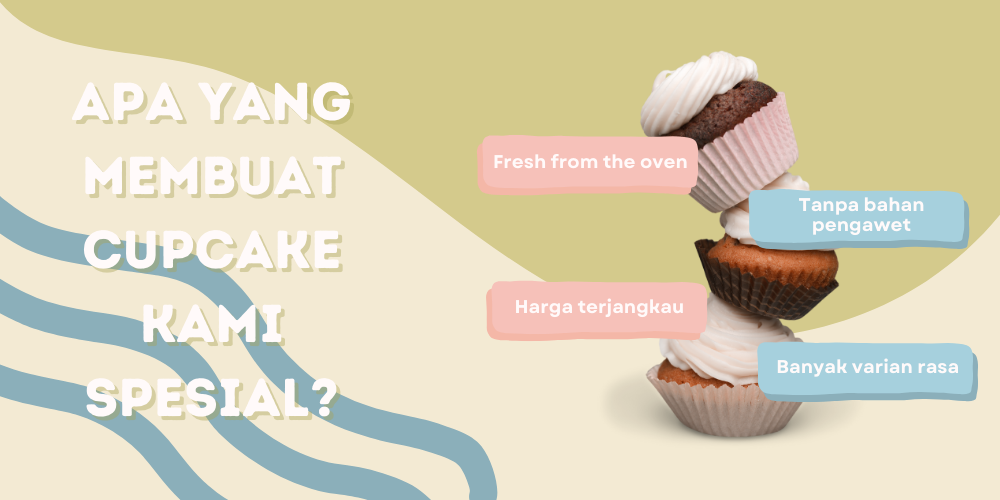 APA YANG
MEMBUAT
CUPCAKE
KAMI
SPESIAL?
Fresh from the oven
Tanpa bahan
pengawet
Harga terjangkau
Banyak varian rasa